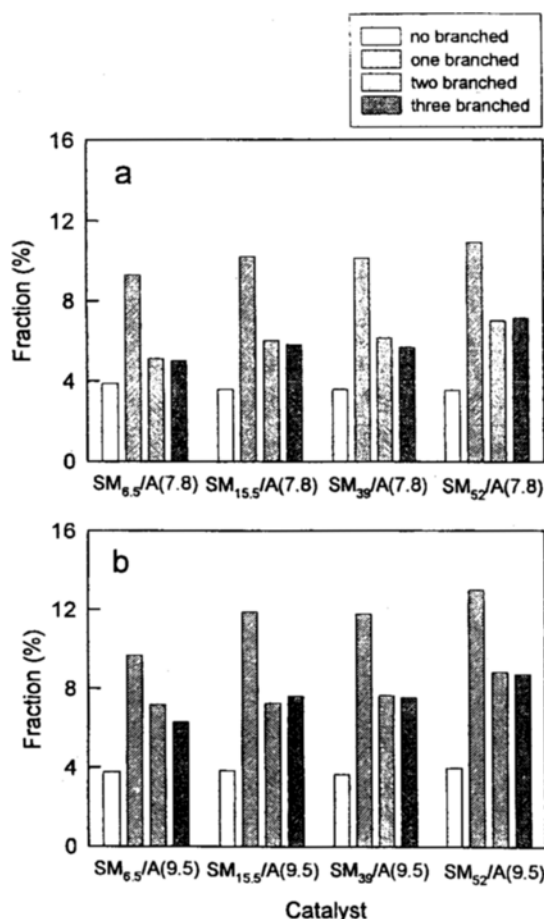 no branched
one branched
two branched
three branched
16
12
8
4
0
Fraction (%)
a
SM6.5/A(7.8) SM15.5/A(7.8) SM39/A(7.8) SM52/A(7.8)
16
12
8
4
0
Fraction (%)
b
SM6.5/A(9.5) SM15.5/A(9.5) SM39/A(9.5) SM52/A(9.5)
Catalyst